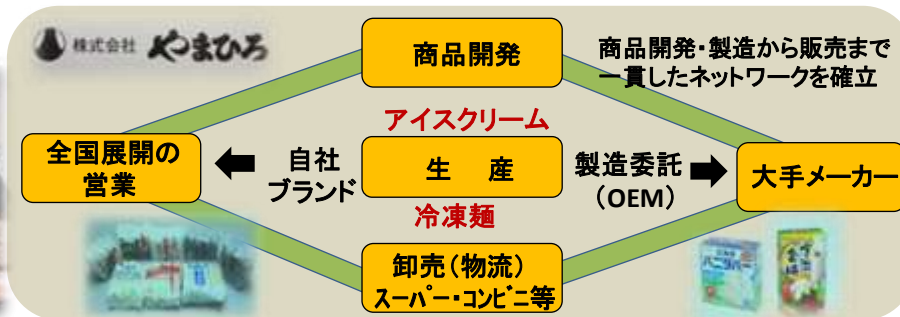 株式会社 やまひろ
商品開発
商品開発・製造から販売まで
一貫したネットワークを確立
アイスクリーム
全国展開の
営業
自社
ブランド
生 産
製造委託
（OEM）
大手メーカー
冷凍麺
卸売（物流）
スーパー・コンビニ等